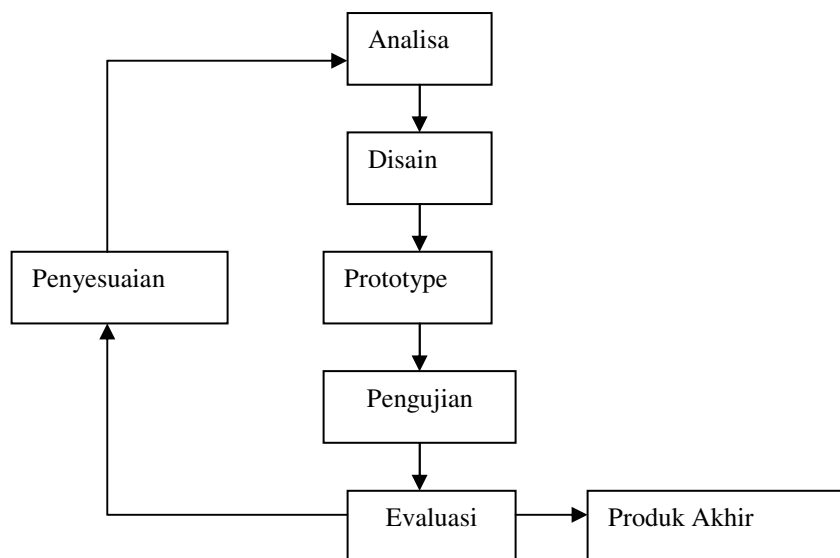 Analisa
Disain
Penyesuaian
Prototype
Pengujian
Evaluasi
Produk Akhir